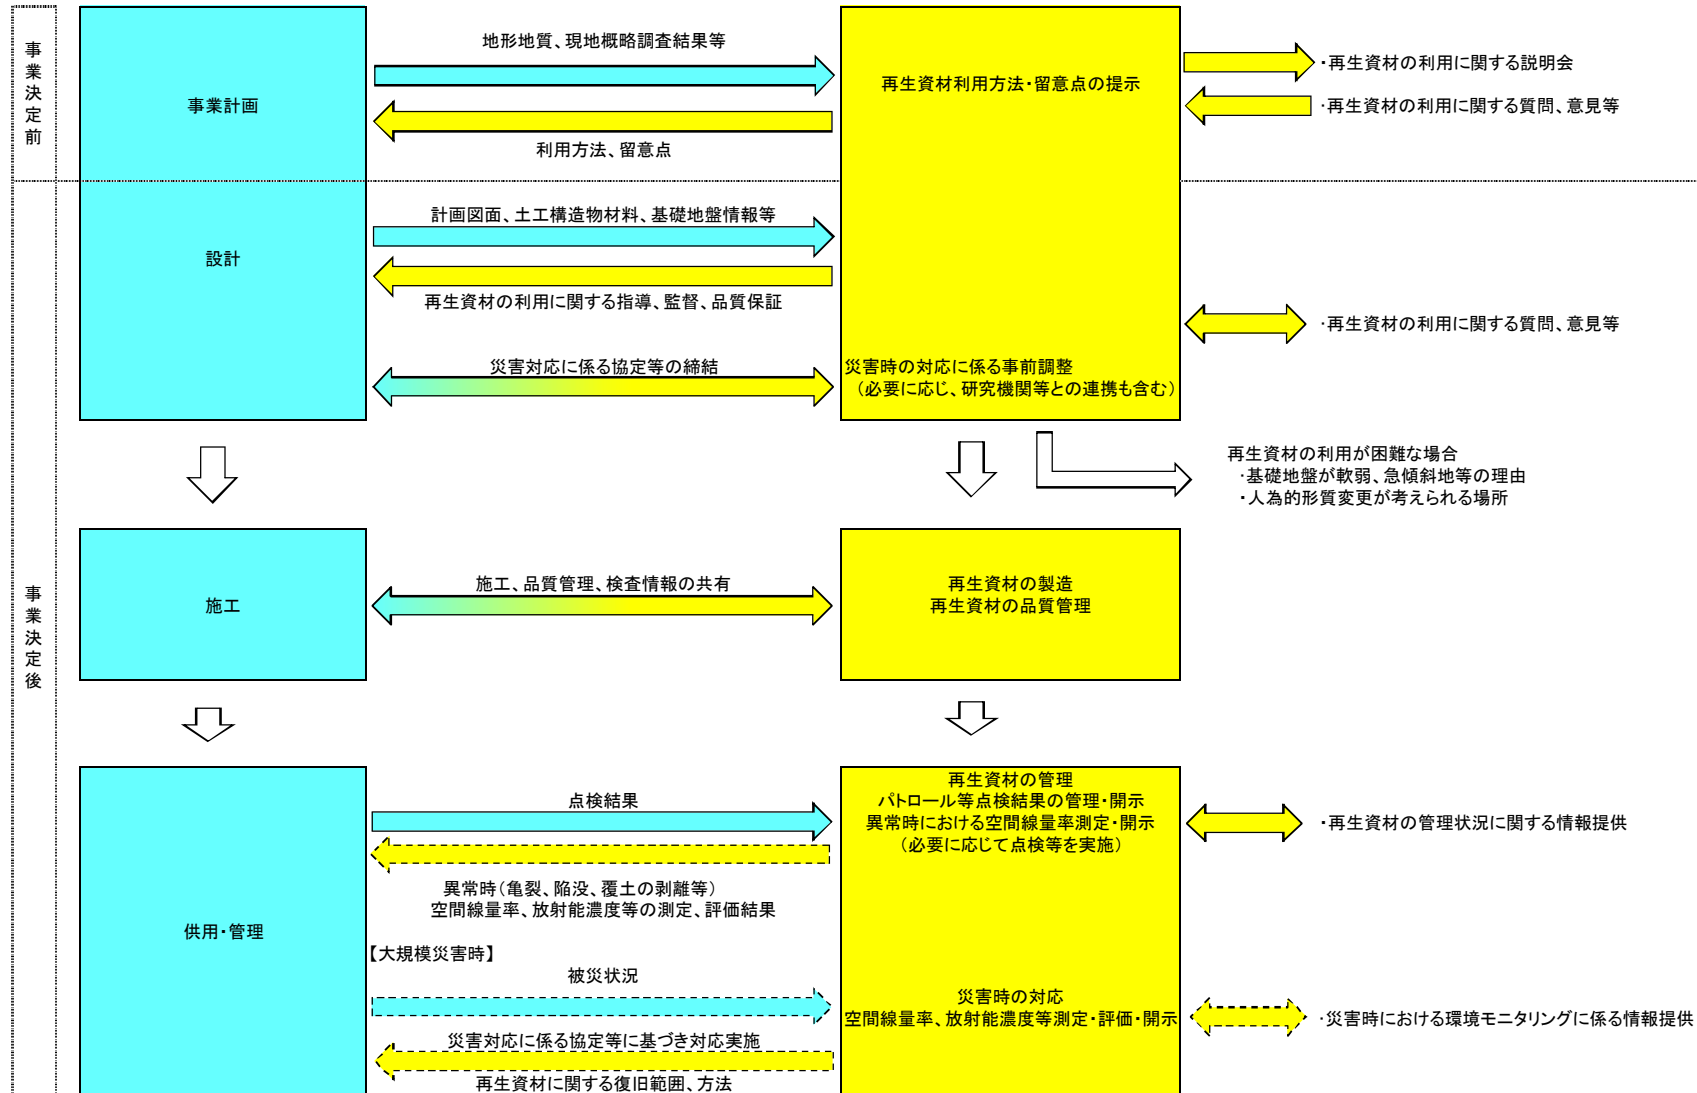 事業決定前
事業計画
地形地質、現地概略調査結果等
利用方法、留意点
再生資材利用方法・留意点の提示
・再生資材の利用に関する説明会
・再生資材の利用に関する質問、意見等
事業決定後
設計
計画図面、土工構造物材料、基礎地盤情報等
再生資材の利用に関する指導、監督、品質保証
災害対応に係る協定等の締結
災害時の対応に係る事前調整
（必要に応じ、研究機関等との連携も含む）
・再生資材の利用に関する質問、意見等
再生資材の利用が困難な場合
・基礎地盤が軟弱、急傾斜地等の理由
・人為的形質変更が考えられる場所
施工
施工、品質管理、検査情報の共有
再生資材の製造
再生資材の品質管理
供用・管理
点検結果
異常時（亀裂、陥没、覆土の剥離等）
空間線量率、放射能濃度等の測定、評価結果
【大規模災害時】
被災状況
災害対応に係る協定等に基づき対応実施
再生資材に関する復旧範囲、方法
再生資材の管理
パトロール等点検結果の管理・開示
異常時における空間線量率測定・開示
（必要に応じて点検等を実施）
災害時の対応
空間線量率、放射能濃度等測定・評価・開示
・再生資材の管理状況に関する情報提供
・災害時における環境モニタリングに係る情報提供